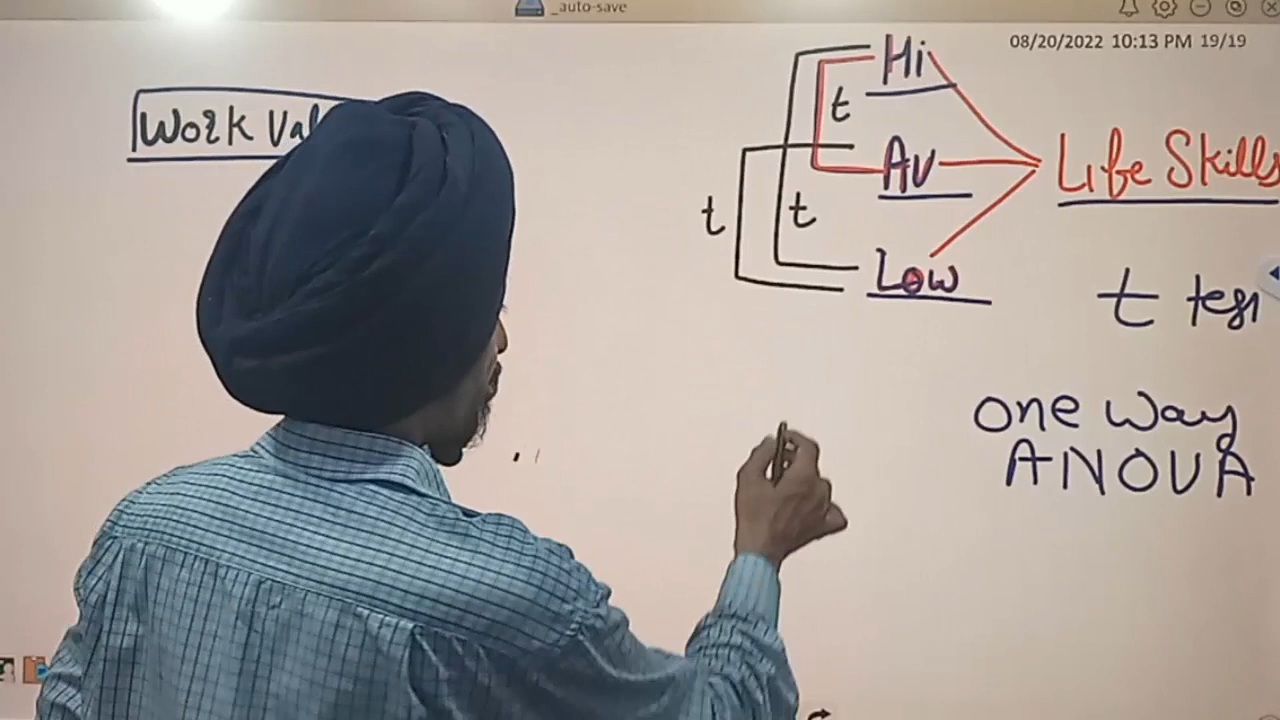 _auto-save
08/20/2022 10:13 PM 19/19
Hi
t
Work Val
Av
Life Skills
t
t
Low
t test
One Way
ANOVA